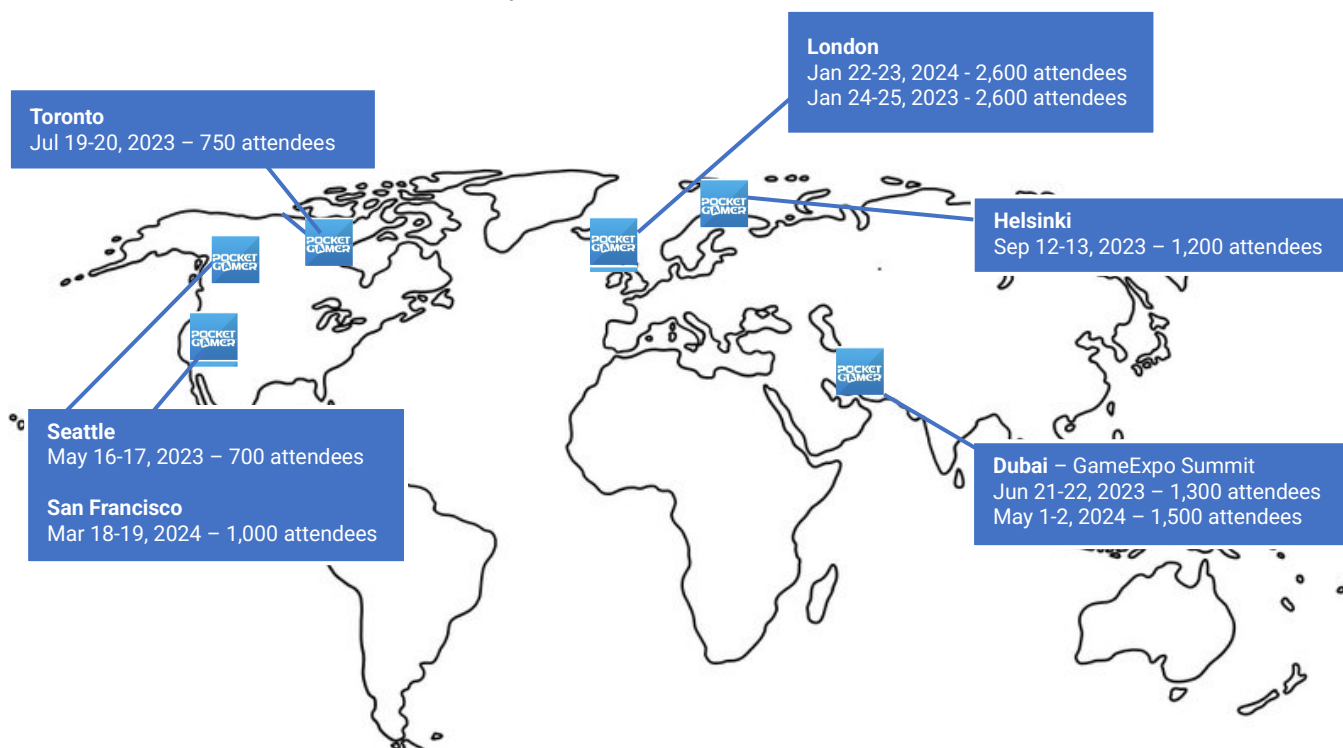 London
Jan 22-23, 2024 - 2,600 attendees
Jan 24-25, 2023 - 2,600 attendees
Toronto
Jul 19-20, 2023 – 750 attendees
POCKET
GAMER
POCKET
GAMER
POCKET
GAMER
POCKET
GAMER
Helsinki
Sep 12-13, 2023 – 1,200 attendees
POCKET
GAMER
POCKET
GAMER
Seattle
May 16-17, 2023 – 700 attendees
San Francisco
Mar 18-19, 2024 – 1,000 attendees
Dubai – GameExpo Summit
Jun 21-22, 2023 – 1,300 attendees
May 1-2, 2024 – 1,500 attendees